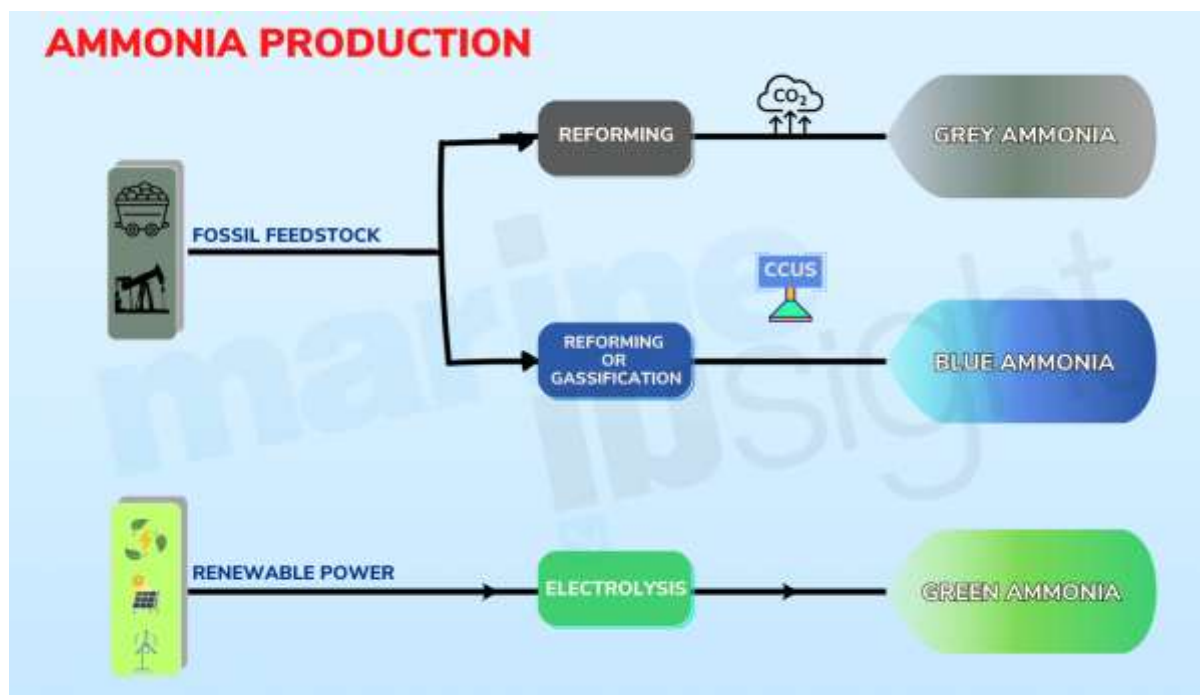 AMMONIA PRODUCTION
REFORMING
CO₂
GREY AMMONIA
FOSSIL FEEDSTOCK
CCUS
REFORMING
OR
GASSIFICATION
BLUE AMMONIA
RENEWABLE POWER
ELECTROLYSIS
GREEN AMMONIA
marine
insight